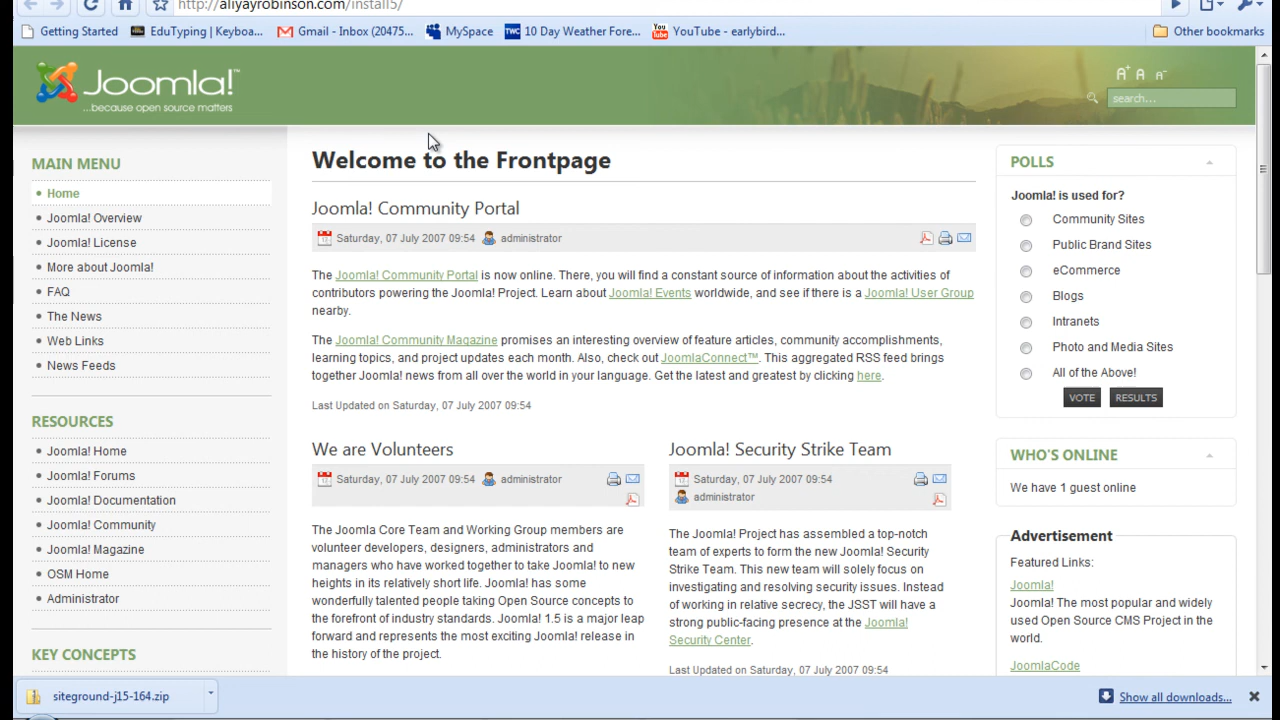 http://aliyayrobinson.com/install5/
Getting Started EduTyping | Keyboa... Gmail - Inbox (20475... MySpace 10 Day Weather Fore... YouTube - earlybird... Other bookmarks
Joomla!™
...because open source matters
A+ A A-
search...
MAIN MENU
Home
Joomla! Overview
Joomla! License
More about Joomla!
FAQ
The News
Web Links
News Feeds
RESOURCES
Joomla! Home
Joomla! Forums
Joomla! Documentation
Joomla! Community
Joomla! Magazine
OSM Home
Administrator
KEY CONCEPTS
Welcome to the Frontpage
Joomla! Community Portal
Saturday, 07 July 2007 09:54 administrator
The Joomla! Community Portal is now online. There, you will find a constant source of information about the activities of
contributors powering the Joomla! Project. Learn about Joomla! Events worldwide, and see if there is a Joomla! User Group
nearby.
The Joomla! Community Magazine promises an interesting overview of feature articles, community accomplishments,
learning topics, and project updates each month. Also, check out JoomlaConnect™. This aggregated RSS feed brings
together Joomla! news from all over the world in your language. Get the latest and greatest by clicking here.
Last Updated on Saturday, 07 July 2007 09:54
We are Volunteers
Saturday, 07 July 2007 09:54 administrator
The Joomla Core Team and Working Group members are
volunteer developers, designers, administrators and
managers who have worked together to take Joomla! to new
heights in its relatively short life. Joomla! has some
wonderfully talented people taking Open Source concepts to
the forefront of industry standards. Joomla! 1.5 is a major leap
forward and represents the most exciting Joomla! release in
the history of the project.
Joomla! Security Strike Team
Saturday, 07 July 2007 09:54
administrator
The Joomla! Project has assembled a top-notch
team of experts to form the new Joomla! Security
Strike Team. This new team will solely focus on
investigating and resolving security issues. Instead
of working in relative secrecy, the JSST will have a
strong public-facing presence at the Joomla!
Security Center.
Last Updated on Saturday, 07 July 2007 09:54
POLLS
Joomla! is used for?
Community Sites
Public Brand Sites
eCommerce
Blogs
Intranets
Photo and Media Sites
All of the Above!
VOTE RESULTS
WHO'S ONLINE
We have 1 guest online
Advertisement
Featured Links:
Joomla!
Joomla! The most popular and widely
used Open Source CMS Project in the
world.
JoomlaCode
siteground-j15-164.zip
Show all downloads...